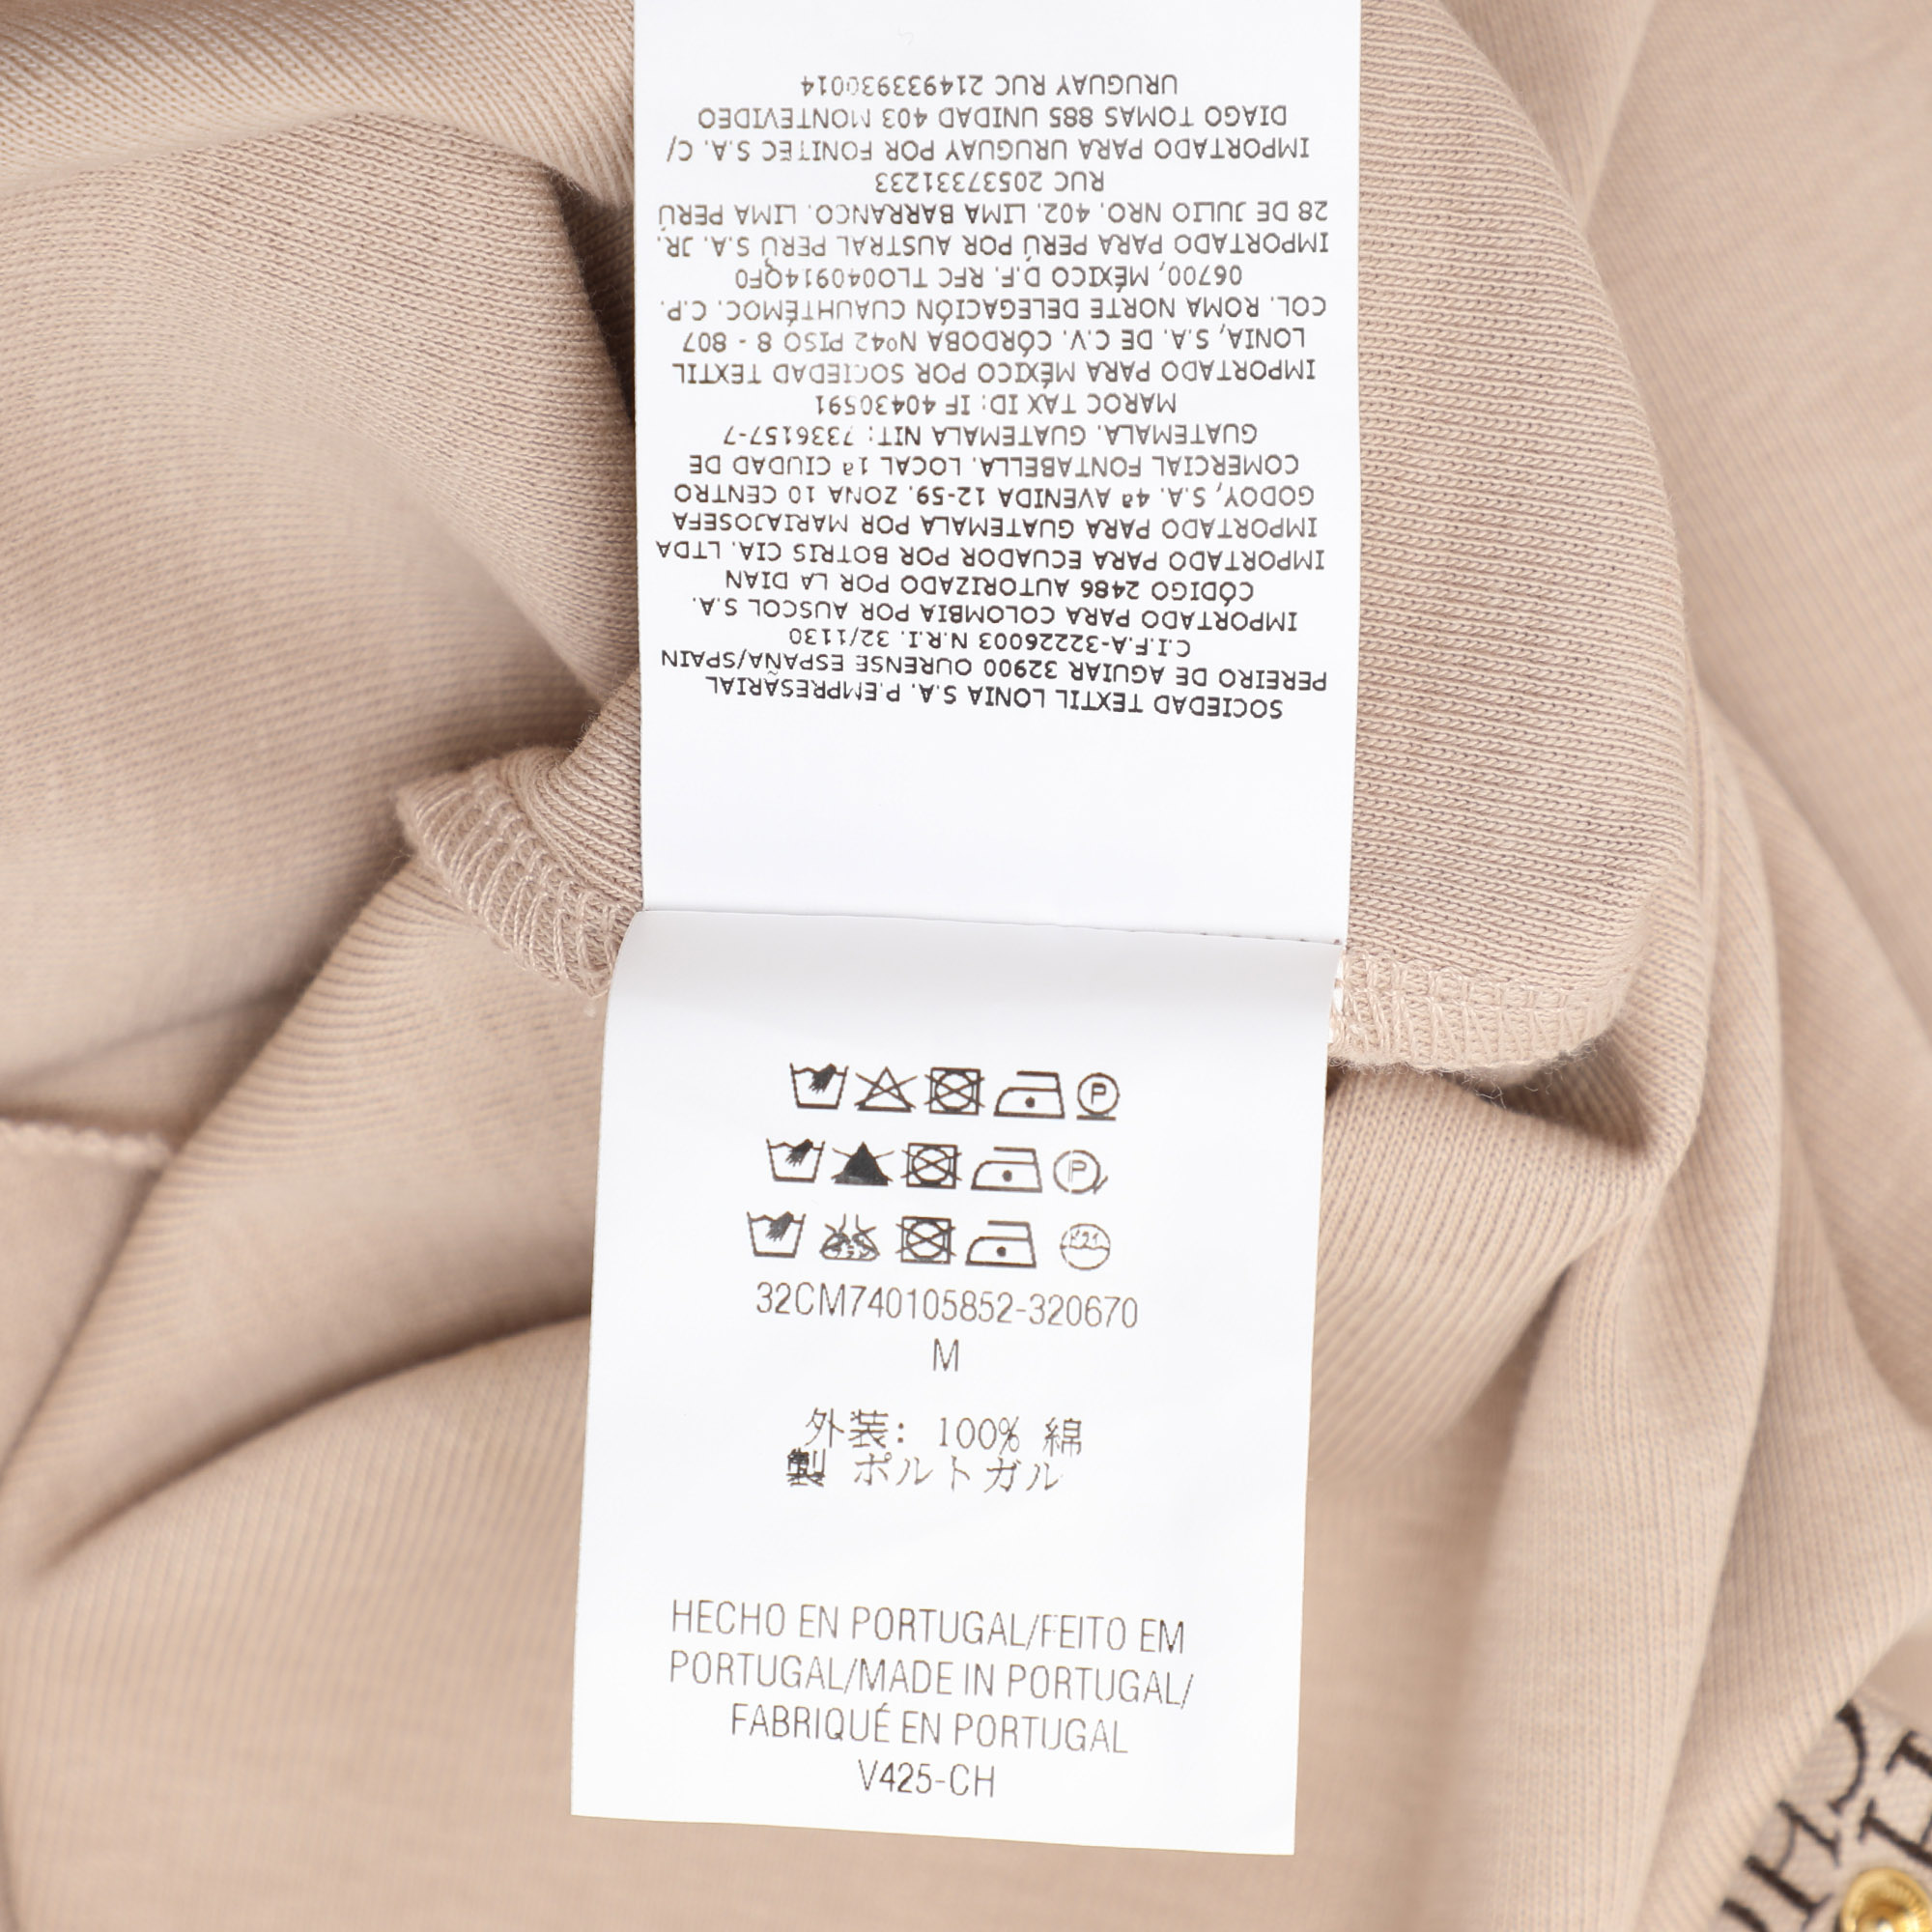 SOCIEDAD TEXTIL LONIA S.A. P.EMPRESARIAL
PEREIRO DE AGUIAR 32900 OURENSE ESPAÑA/SPAIN
C.I.F.A-32226003 N.R.I. 32/1130
IMPORTADO PARA COLOMBIA POR AUSCOL S.A.
CÓDIGO 2486 AUTORIZADO POR LA DIAN
IMPORTADO PARA ECUADOR POR BOTRIS CIA. LTDA
IMPORTADO PARA GUATEMALA POR MARIAJOSEFA
GODOY, S.A. 4ª AVENIDA 12-59. ZONA 10 CENTRO
COMERCIAL FONTABELLA. LOCAL 1ª CIUDAD DE
GUATEMALA. GUATEMALA NIT: 7336157-7
MAROC TAX ID: IF 40430591
IMPORTADO PARA MÉXICO POR SOCIEDAD TEXTIL
LONIA, S.A. DE C.V. CÓRDOBA Nº42 PISO 8 - 807
COL. ROMA NORTE DELEGACIÓN CUAUHTÉMOC. C.P.
06700, MÉXICO D.F. RFC TLO040914QF0
IMPORTADO PARA PERÚ POR AUSTRAL PERÚ S.A. JR.
28 DE JULIO NRO. 402. LIMA BARRANCO. LIMA PERÚ
RUC 20537331233
IMPORTADO PARA URUGUAY POR FONITEC S.A. C/
DIAGO TOMAS 885 UNIDAD 403 MONTEVIDEO
URUGUAY RUC 214933930014
P
P
32CM740105852-320670
M
外装: 100% 綿
製 ポルトガル
HECHO EN PORTUGAL/FEITO EM
PORTUGAL/MADE IN PORTUGAL/
FABRIQUÉ EN PORTUGAL
V425-CH